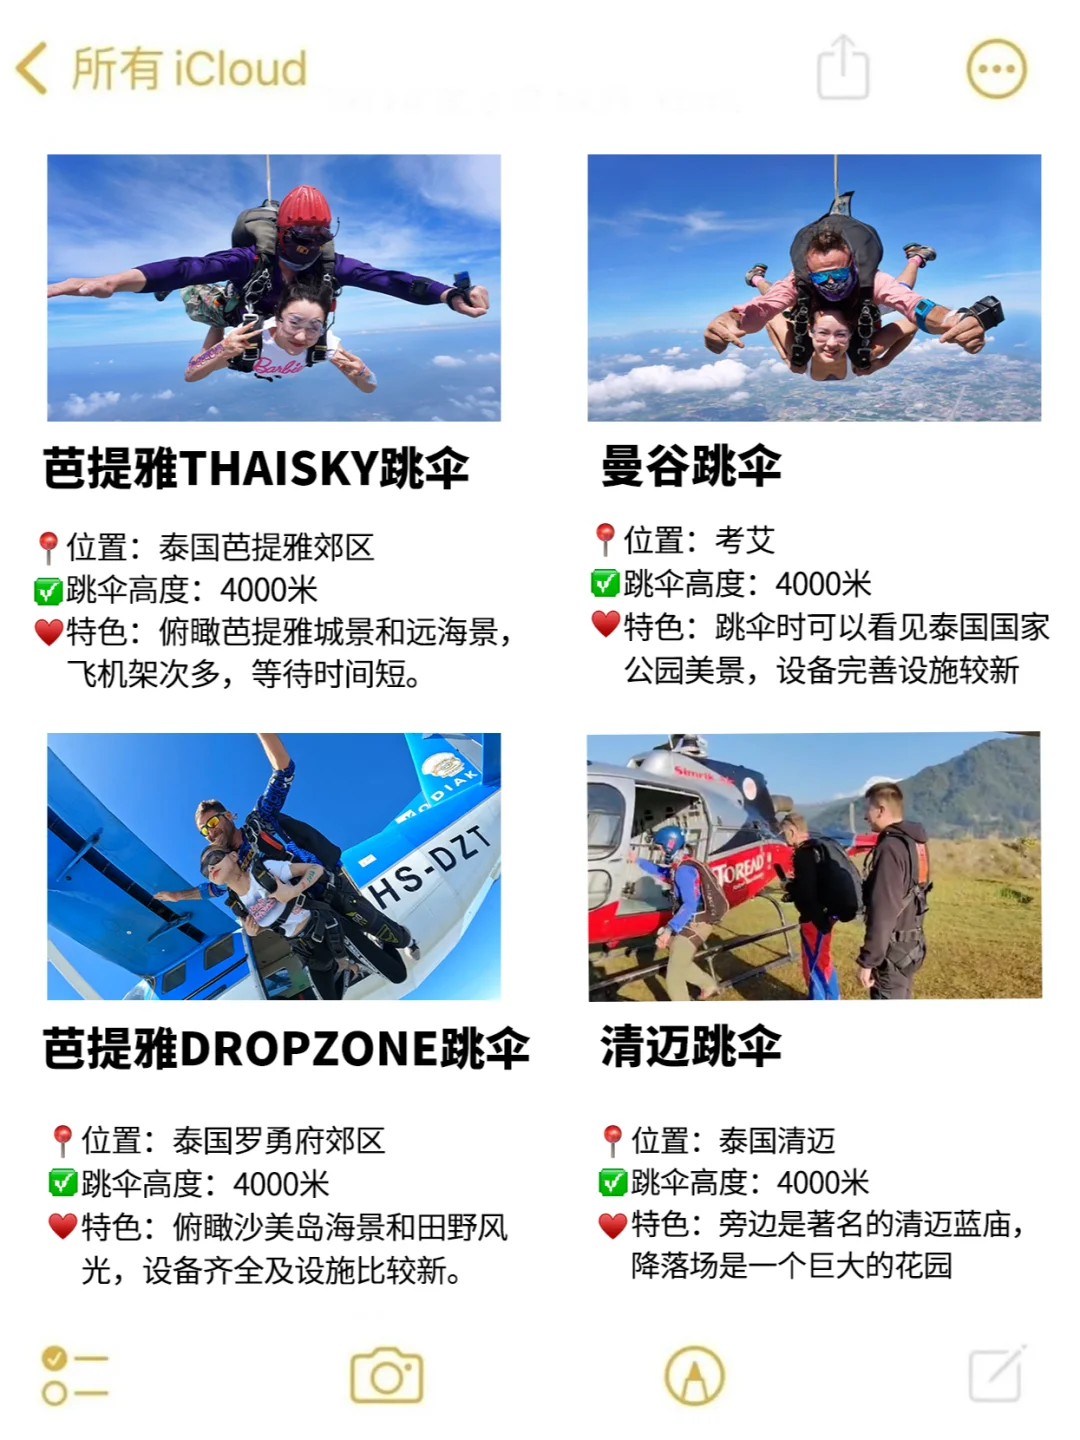 所有 iCloud
Barbie
芭提雅THAISKY跳伞
📍位置：泰国芭提雅郊区
✅跳伞高度：4000米
♥特色：俯瞰芭提雅城景和远海景，
飞机架次多，等待时间短。
曼谷跳伞
📍位置：考艾
✅跳伞高度：4000米
♥特色：跳伞时可以看见泰国国家
公园美景，设备完善设施较新
KODIAK
HS-DZT
芭提雅DROPZONE跳伞
📍位置：泰国罗勇府郊区
✅跳伞高度：4000米
♥特色：俯瞰沙美岛海景和田野风
光，设备齐全及设施比较新。
TOREAD
清迈跳伞
📍位置：泰国清迈
✅跳伞高度：4000米
♥特色：旁边是著名的清迈蓝庙，
降落场是一个巨大的花园